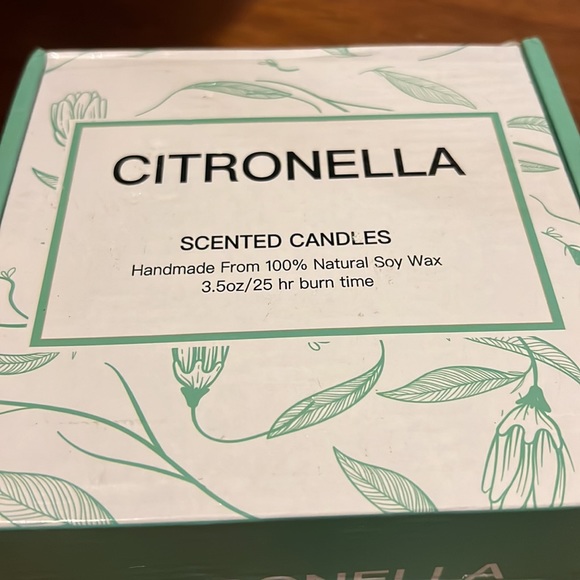 CITRONELLA
SCENTED CANDLES
Handmade From 100% Natural Soy Wax
3.5oz/25 hr burn time